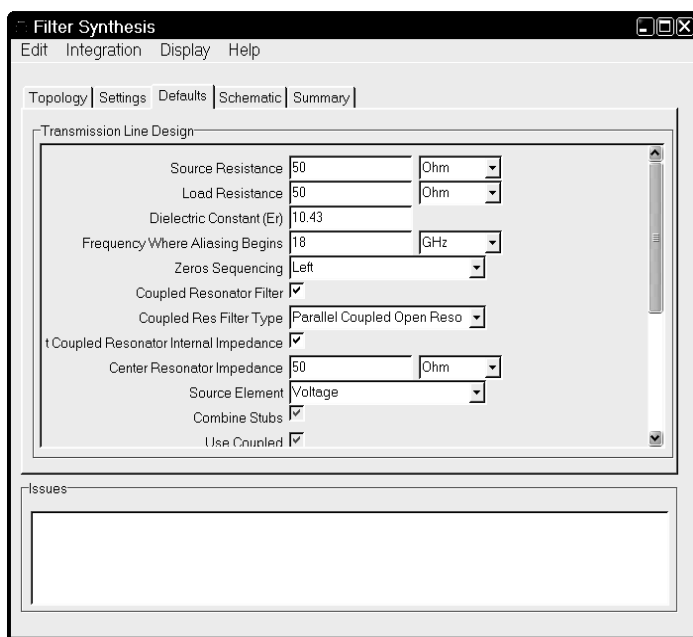 Filter Synthesis
Edit Integration Display Help
Topology Settings Defaults Schematic Summary
Transmission Line Design
Source Resistance 50 Ohm
Load Resistance 50 Ohm
Dielectric Constant (Er) 10.43
Frequency Where Aliasing Begins 18 GHz
Zeros Sequencing Left
Coupled Resonator Filter
Coupled Res Filter Type Parallel Coupled Open Reso
t Coupled Resonator Internal Impedance
Center Resonator Impedance 50 Ohm
Source Element Voltage
Combine Stubs
Use Coupled
Issues